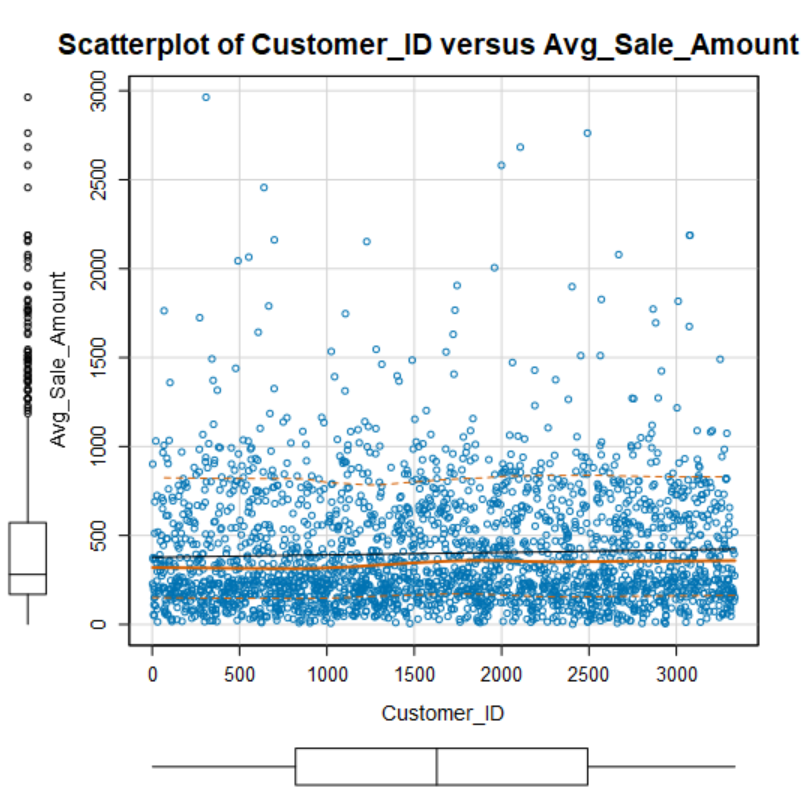 Scatterplot of Customer_ID versus Avg_Sale_Amount
3000
2500
2000
1500
1000
500
0
Avg_Sale_Amount
0 500 1000 1500 2000 2500 3000
Customer_ID